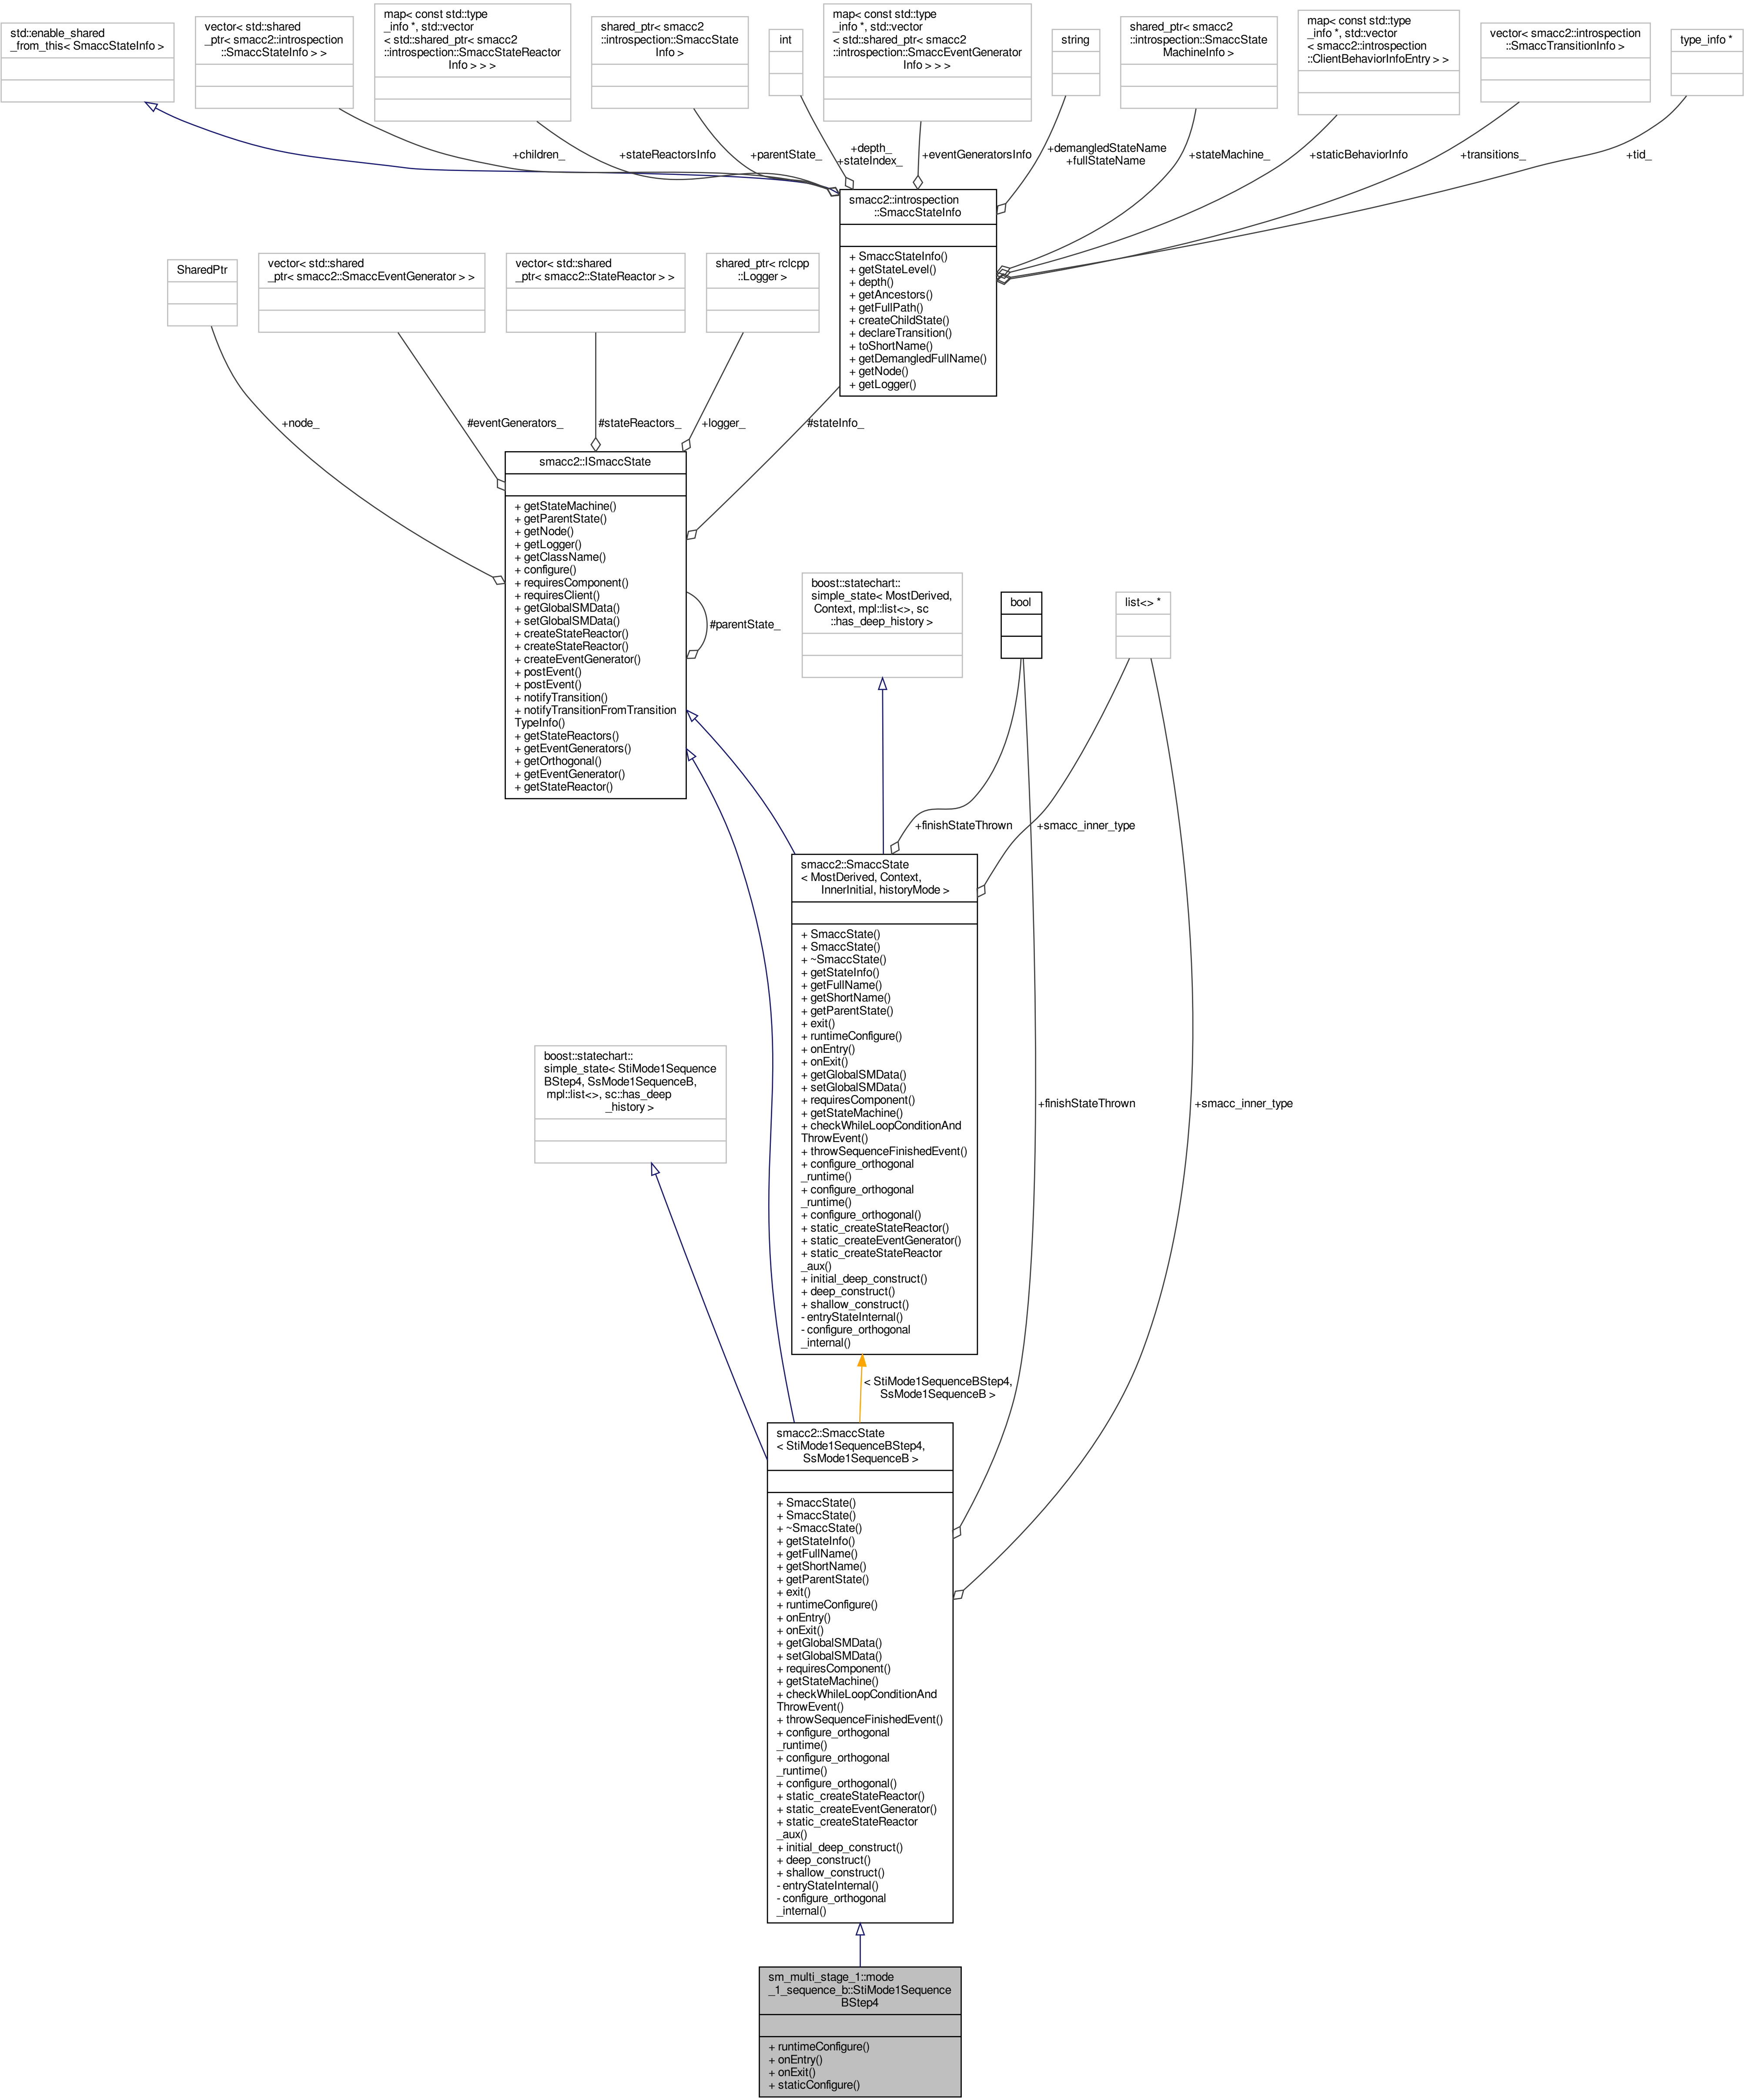 std::enable_shared
_from_this< SmaccStateInfo >
vector< std::shared
_ptr< smacc2::introspection
::SmaccStateInfo > >
map< const std::type
_info *, std::vector
< std::shared_ptr< smacc2
::introspection::SmaccStateReactor
Info > > >
shared_ptr< smacc2
::introspection::SmaccState
Info >
int
map< const std::type
_info *, std::vector
< std::shared_ptr< smacc2
::introspection::SmaccEventGenerator
Info > > >
string
shared_ptr< smacc2
::introspection::SmaccState
MachineInfo >
map< const std::type
_info *, std::vector
< smacc2::introspection
::ClientBehaviorInfoEntry > >
vector< smacc2::introspection
::SmaccTransitionInfo >
type_info *
+children_
+stateReactorsInfo
+parentState_
+depth_
+stateIndex_
+eventGeneratorsInfo
+demangledStateName
+fullStateName
+stateMachine_
+staticBehaviorInfo
+transitions_
+tid_
smacc2::introspection
::SmaccStateInfo
+ SmaccStateInfo()
+ getStateLevel()
+ depth()
+ getAncestors()
+ getFullPath()
+ createChildState()
+ declareTransition()
+ toShortName()
+ getDemangledFullName()
+ getNode()
+ getLogger()
SharedPtr
vector< std::shared
_ptr< smacc2::SmaccEventGenerator > >
vector< std::shared
_ptr< smacc2::StateReactor > >
shared_ptr< rclcpp
::Logger >
+node_
#eventGenerators_
#stateReactors_
+logger_
#stateInfo_
smacc2::ISmaccState
+ getStateMachine()
+ getParentState()
+ getNode()
+ getLogger()
+ getClassName()
+ configure()
+ requiresComponent()
+ requiresClient()
+ getGlobalSMData()
+ setGlobalSMData()
+ createStateReactor()
+ createStateReactor()
+ createEventGenerator()
+ postEvent()
+ postEvent()
+ notifyTransition()
+ notifyTransitionFromTransition
TypeInfo()
+ getStateReactors()
+ getEventGenerators()
+ getOrthogonal()
+ getEventGenerator()
+ getStateReactor()
#parentState_
boost::statechart::
simple_state< MostDerived,
Context, mpl::list<>, sc
::has_deep_history >
bool
list<> *
+finishStateThrown
+smacc_inner_type
smacc2::SmaccState
< MostDerived, Context,
InnerInitial, historyMode >
+ SmaccState()
+ SmaccState()
+ ~SmaccState()
+ getStateInfo()
+ getFullName()
+ getShortName()
+ getParentState()
+ exit()
+ runtimeConfigure()
+ onEntry()
+ onExit()
+ getGlobalSMData()
+ setGlobalSMData()
+ requiresComponent()
+ getStateMachine()
+ checkWhileLoopConditionAnd
ThrowEvent()
+ throwSequenceFinishedEvent()
+ configure_orthogonal
_runtime()
+ configure_orthogonal
_runtime()
+ configure_orthogonal()
+ static_createStateReactor()
+ static_createEventGenerator()
+ static_createStateReactor
_aux()
+ initial_deep_construct()
+ deep_construct()
+ shallow_construct()
- entryStateInternal()
- configure_orthogonal
_internal()
boost::statechart::
simple_state< StiMode1Sequence
BStep4, SsMode1SequenceB,
mpl::list<>, sc::has_deep
_history >
+finishStateThrown
+smacc_inner_type
< StiMode1SequenceBStep4,
SsMode1SequenceB >
smacc2::SmaccState
< StiMode1SequenceBStep4,
SsMode1SequenceB >
+ SmaccState()
+ SmaccState()
+ ~SmaccState()
+ getStateInfo()
+ getFullName()
+ getShortName()
+ getParentState()
+ exit()
+ runtimeConfigure()
+ onEntry()
+ onExit()
+ getGlobalSMData()
+ setGlobalSMData()
+ requiresComponent()
+ getStateMachine()
+ checkWhileLoopConditionAnd
ThrowEvent()
+ throwSequenceFinishedEvent()
+ configure_orthogonal
_runtime()
+ configure_orthogonal
_runtime()
+ configure_orthogonal()
+ static_createStateReactor()
+ static_createEventGenerator()
+ static_createStateReactor
_aux()
+ initial_deep_construct()
+ deep_construct()
+ shallow_construct()
- entryStateInternal()
- configure_orthogonal
_internal()
sm_multi_stage_1::mode
_1_sequence_b::StiMode1Sequence
BStep4
+ runtimeConfigure()
+ onEntry()
+ onExit()
+ staticConfigure()